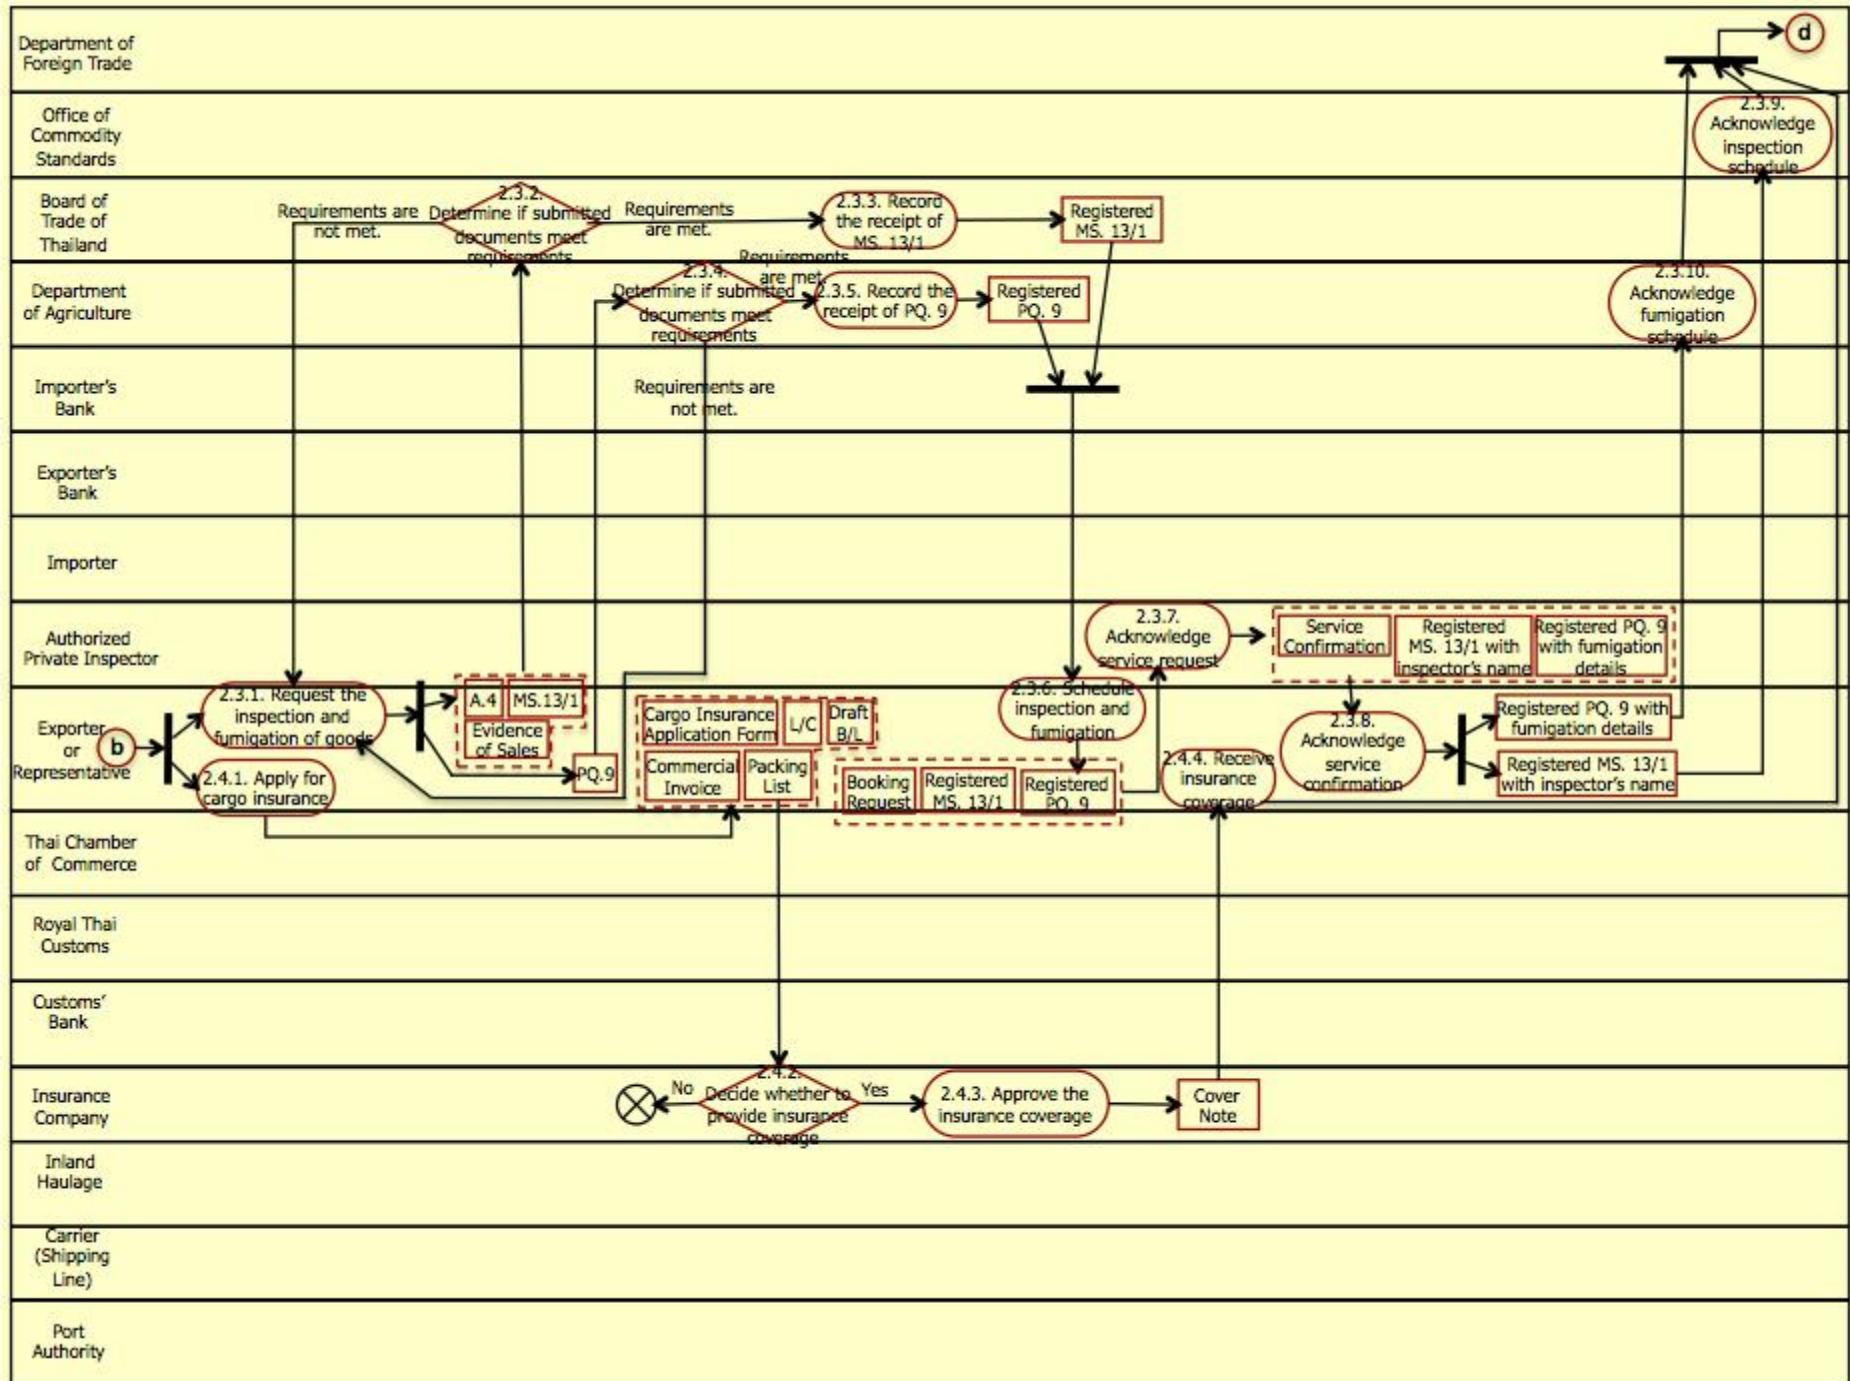 Department of
Foreign Trade
d
Office of
Commodity
Standards
2.3.9.
Acknowledge
inspection
schedule
Board of
Trade of
Thailand
Requirements are
not met.
2.3.2.
Determine if submitted
documents meet
requirements
Requirements
are met.
2.3.3. Record
the receipt of
MS. 13/1
Registered
MS. 13/1
Department
of Agriculture
2.3.4.
Determine if submitted
documents meet
requirements
Requirements
are met.
2.3.5. Record the
receipt of PQ. 9
Registered
PQ. 9
2.3.10.
Acknowledge
fumigation
schedule
Importer's
Bank
Requirements are
not met.
Exporter's
Bank
Importer
Authorized
Private Inspector
2.3.7.
Acknowledge
service request
Service
Confirmation
Registered
MS. 13/1 with
inspector's name
Registered PQ. 9
with fumigation
details
Exporter
or
Representative
b
2.3.1. Request the
inspection and
fumigation of goods
2.4.1. Apply for
cargo insurance
A.4
MS.13/1
Evidence
of Sales
PQ.9
Cargo Insurance
Application Form
L/C
Draft
B/L
Commercial
Invoice
Packing
List
2.3.6. Schedule
inspection and
fumigation
Booking
Request
Registered
MS. 13/1
Registered
PQ. 9
2.4.4. Receive
insurance
coverage
2.3.8.
Acknowledge
service
confirmation
Registered PQ. 9 with
fumigation details
Registered MS. 13/1
with inspector's name
Thai Chamber
of Commerce
Royal Thai
Customs
Customs'
Bank
Insurance
Company
No
2.4.2.
Decide whether to
provide insurance
coverage
Yes
2.4.3. Approve the
insurance coverage
Cover
Note
Inland
Haulage
Carrier
(Shipping
Line)
Port
Authority